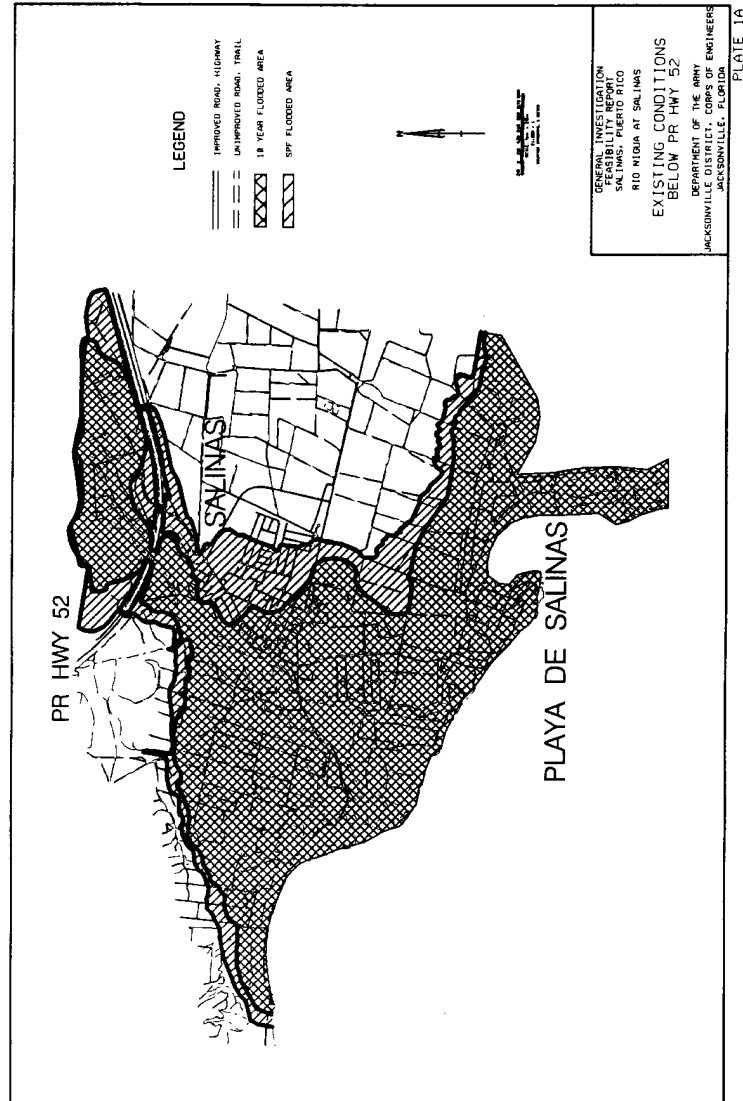 PR HWY 52
SALINAS
PLAYA DE SALINAS
LEGEND
IMPROVED ROAD, HIGHWAY
UNIMPROVED ROAD, TRAIL
10 YEAR FLOODED AREA
SPF FLOODED AREA
N
GENERAL INVESTIGATION
FEASIBILITY REPORT
SALINAS, PUERTO RICO
RIO NIGUA AT SALINAS
EXISTING CONDITIONS
BELOW PR HWY 52
DEPARTMENT OF THE ARMY
JACKSONVILLE DISTRICT, CORPS OF ENGINEERS
JACKSONVILLE, FLORIDA
PLATE 1A